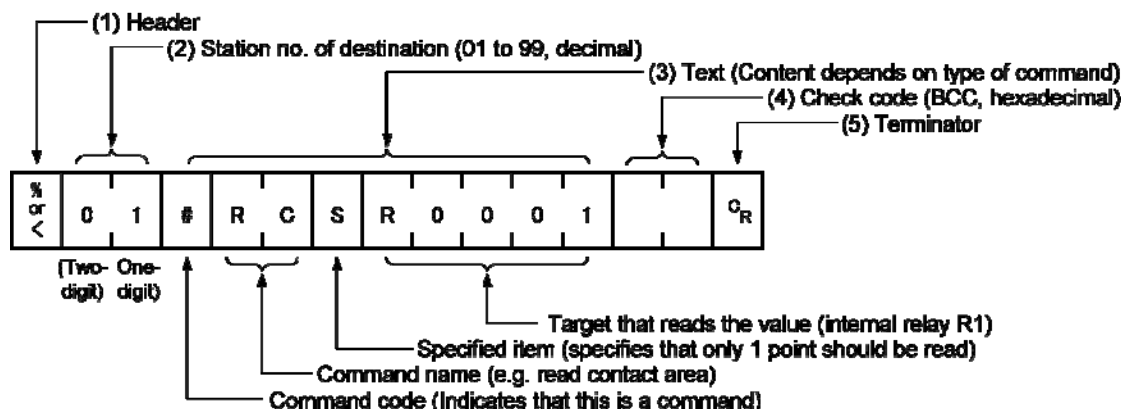 (1) Header
(2) Station no. of destination (01 to 99, decimal)
(3) Text (Content depends on type of command)
(4) Check code (BCC, hexadecimal)
(5) Terminator
% or < 0 1 # R C S R 0 0 0 1 CR
(Two-digit) (One-digit)
Target that reads the value (internal relay R1)
Specified item (specifies that only 1 point should be read)
Command name (e.g. read contact area)
Command code (Indicates that this is a command)